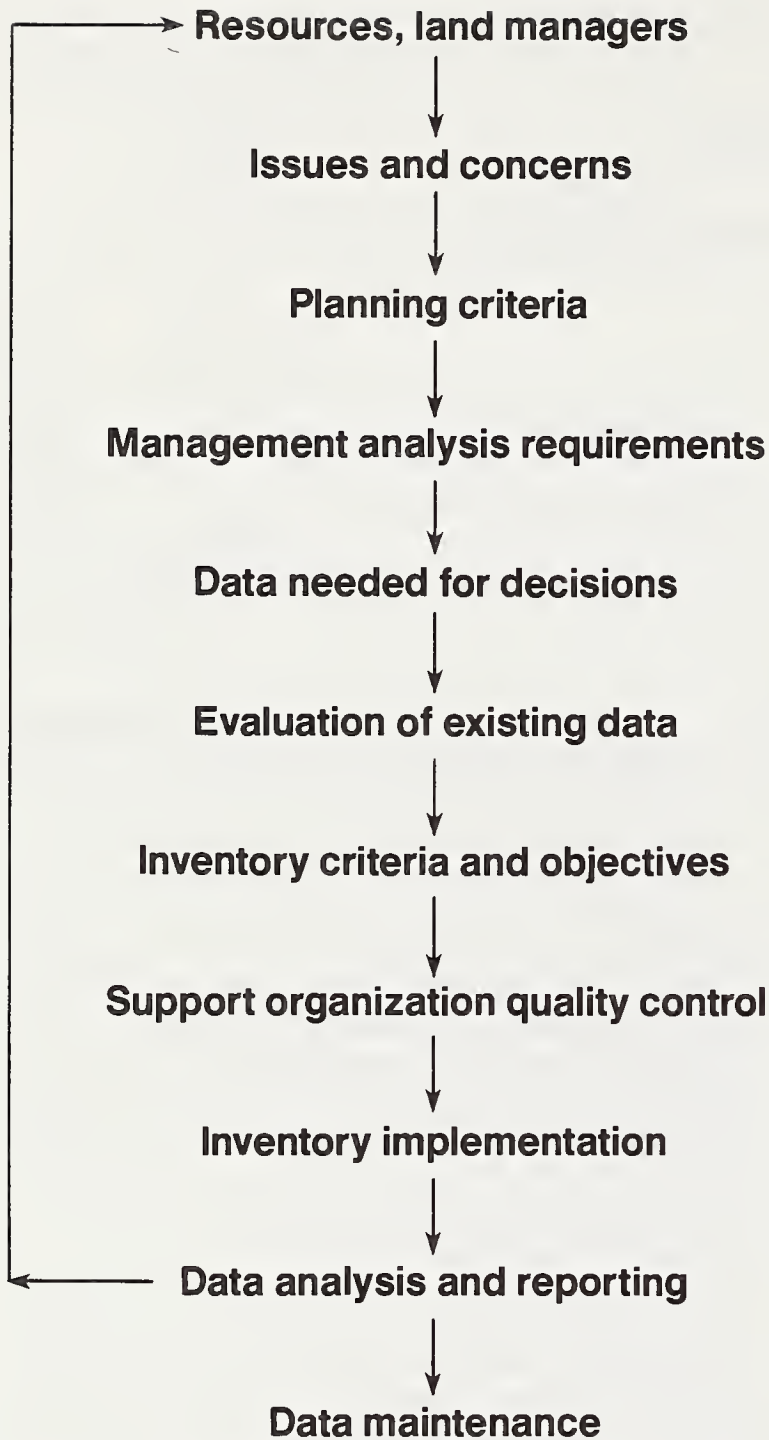 Resources, land managers
Issues and concerns
Planning criteria
Management analysis requirements
Data needed for decisions
Evaluation of existing data
Inventory criteria and objectives
Support organization quality control
Inventory implementation
Data analysis and reporting
Data maintenance